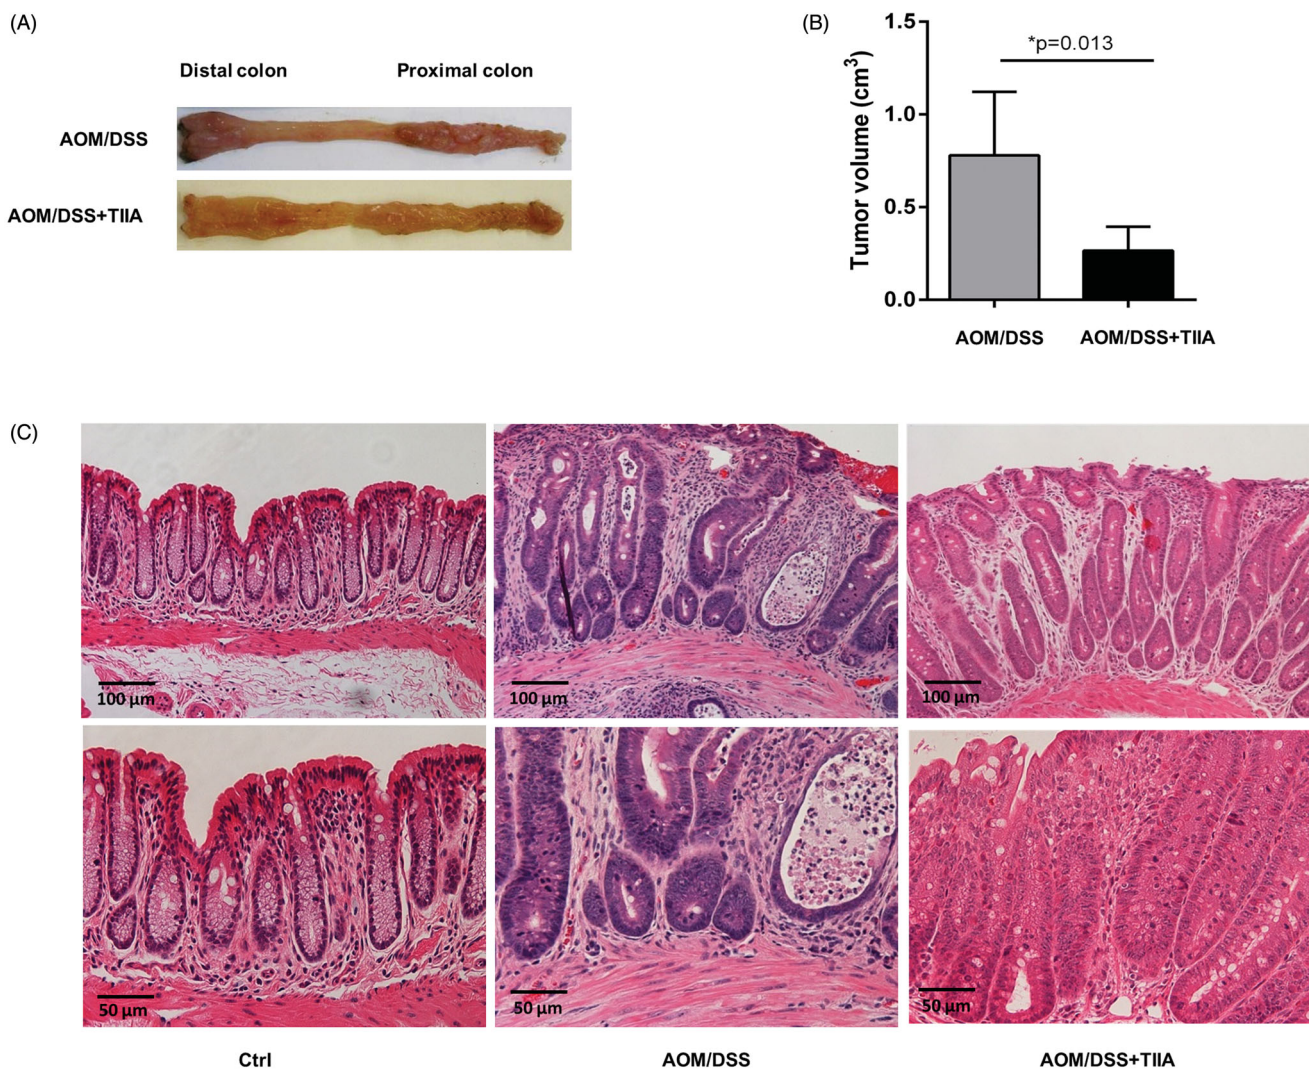 (A)
Distal colon
Proximal colon
AOM/DSS
AOM/DSS+TIIA
(B)
Tumor volume (cm³)
1.5
1.0
0.5
0.0
*p=0.013
AOM/DSS
AOM/DSS+TIIA
(C)
100 μm
100 μm
100 μm
50 μm
50 μm
50 μm
Ctrl
AOM/DSS
AOM/DSS+TIIA